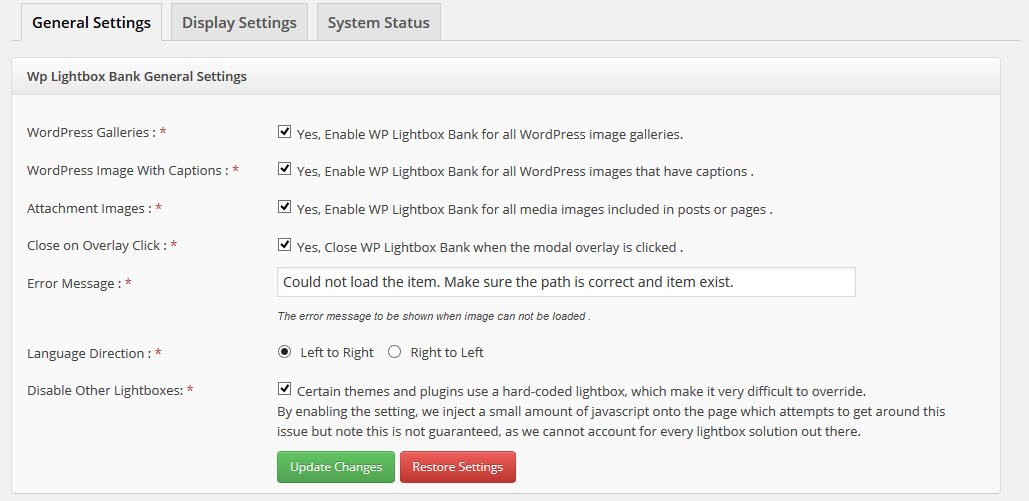 General Settings Display Settings System Status
Wp Lightbox Bank General Settings
WordPress Galleries : * Yes, Enable WP Lightbox Bank for all WordPress image galleries.
WordPress Image With Captions : * Yes, Enable WP Lightbox Bank for all WordPress images that have captions .
Attachment Images : * Yes, Enable WP Lightbox Bank for all media images included in posts or pages .
Close on Overlay Click : * Yes, Close WP Lightbox Bank when the modal overlay is clicked .
Error Message : * Could not load the item. Make sure the path is correct and item exist.
The error message to be shown when image can not be loaded .
Language Direction : * Left to Right Right to Left
Disable Other Lightboxes: * Certain themes and plugins use a hard-coded lightbox, which make it very difficult to override.
By enabling the setting, we inject a small amount of javascript onto the page which attempts to get around this
issue but note this is not guaranteed, as we cannot account for every lightbox solution out there.
Update Changes Restore Settings